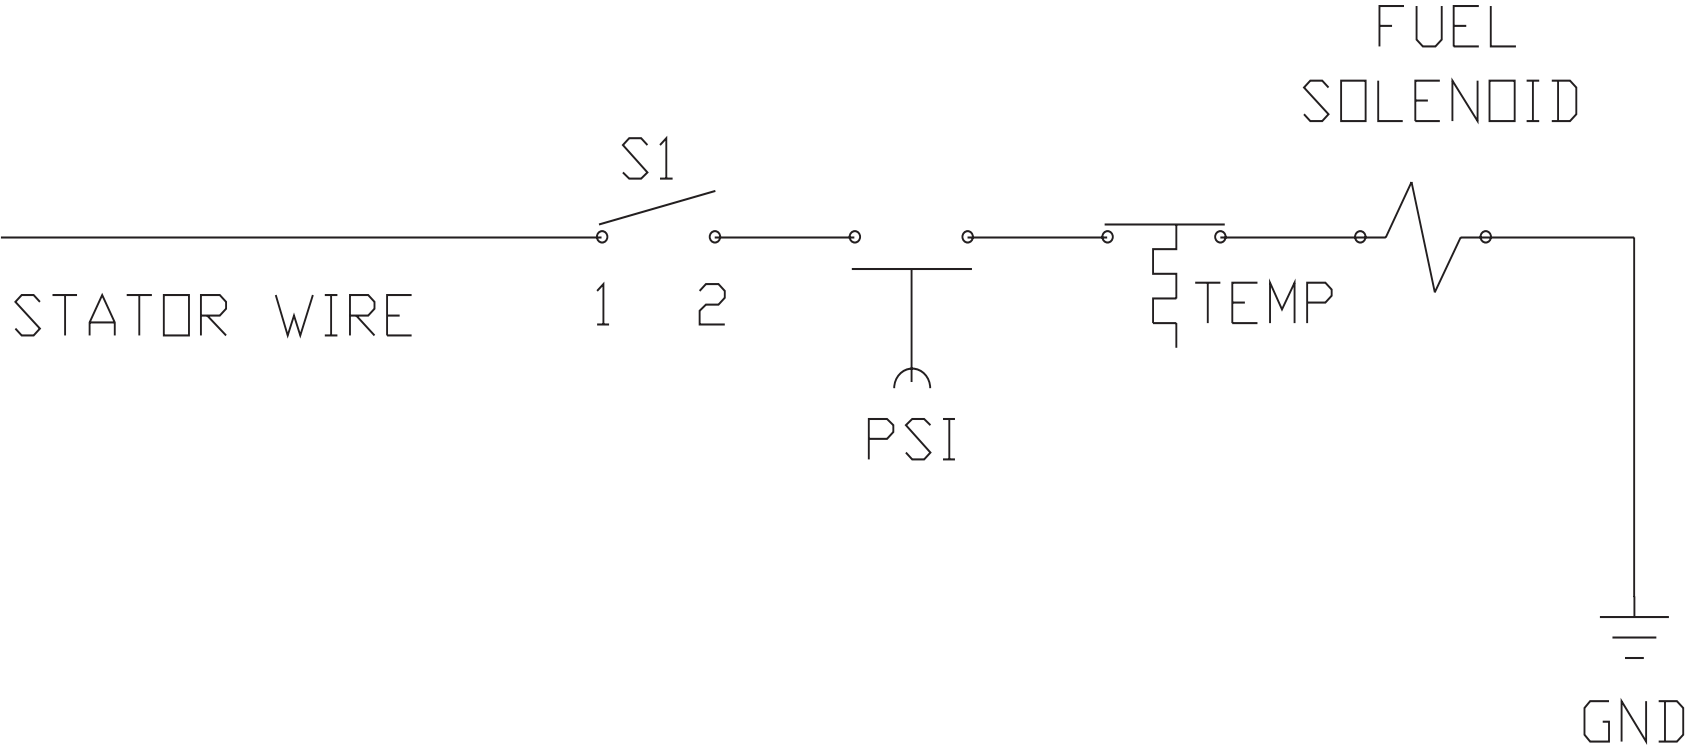 FUEL
SOLENOID
S1
STATOR WIRE
1
2
TEMP
PSI
GND